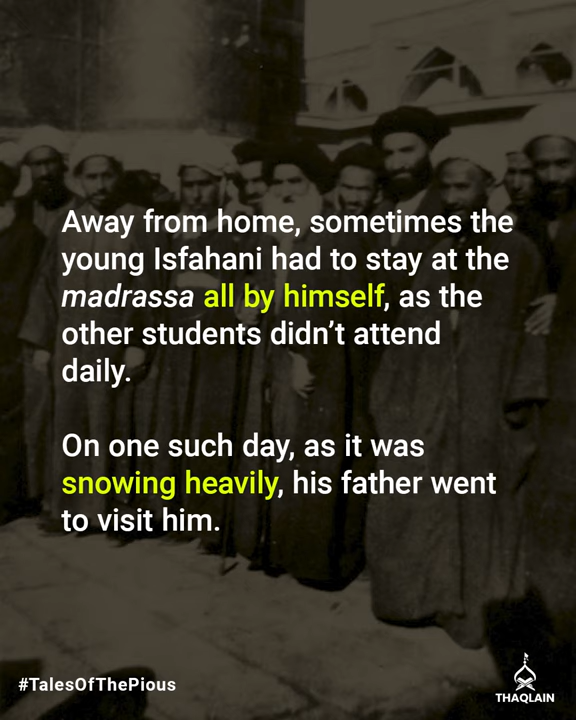 Away from home, sometimes the
young Isfahani had to stay at the
madrassa all by himself, as the
other students didn’t attend
daily.
On one such day, as it was
snowing heavily, his father went
to visit him.
#TalesOfThePious
THAQLAIN